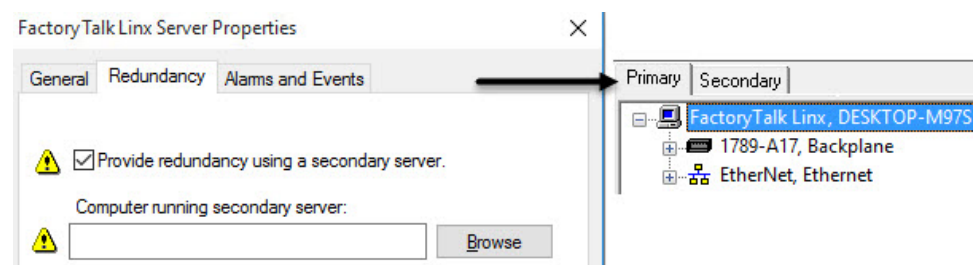 FactoryTalk Linx Server Properties
General Redundancy Alarms and Events
Provide redundancy using a secondary server.
Computer running secondary server:
Browse
Primary Secondary
FactoryTalk Linx, DESKTOP-M97S
1789-A17, Backplane
EtherNet, Ethernet